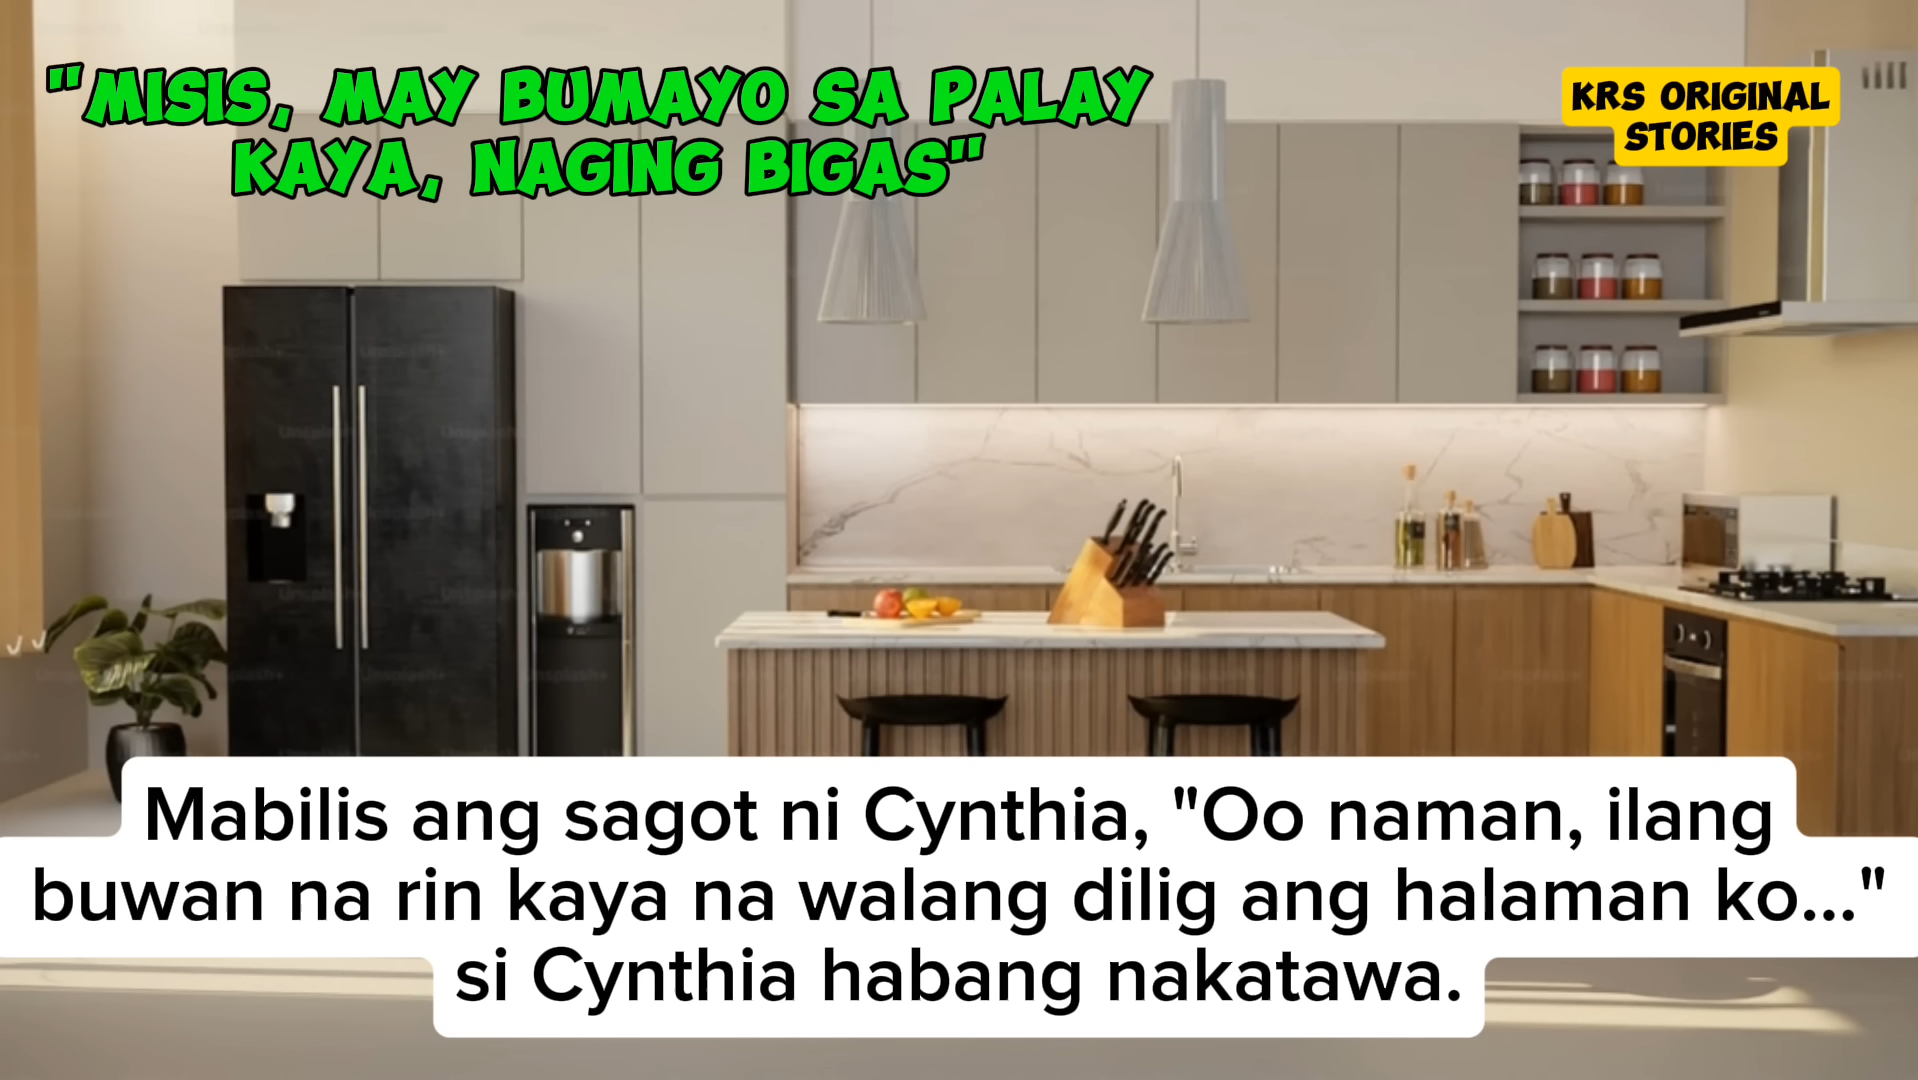 "MISIS, MAY BUMAYO SA PALAY
KAYA, NAGING BIGAS"
KRS ORIGINAL
STORIES
Mabilis ang sagot ni Cynthia, "Oo naman, ilang
buwan na rin kaya na walang dilig ang halaman ko..."
si Cynthia habang nakatawa.